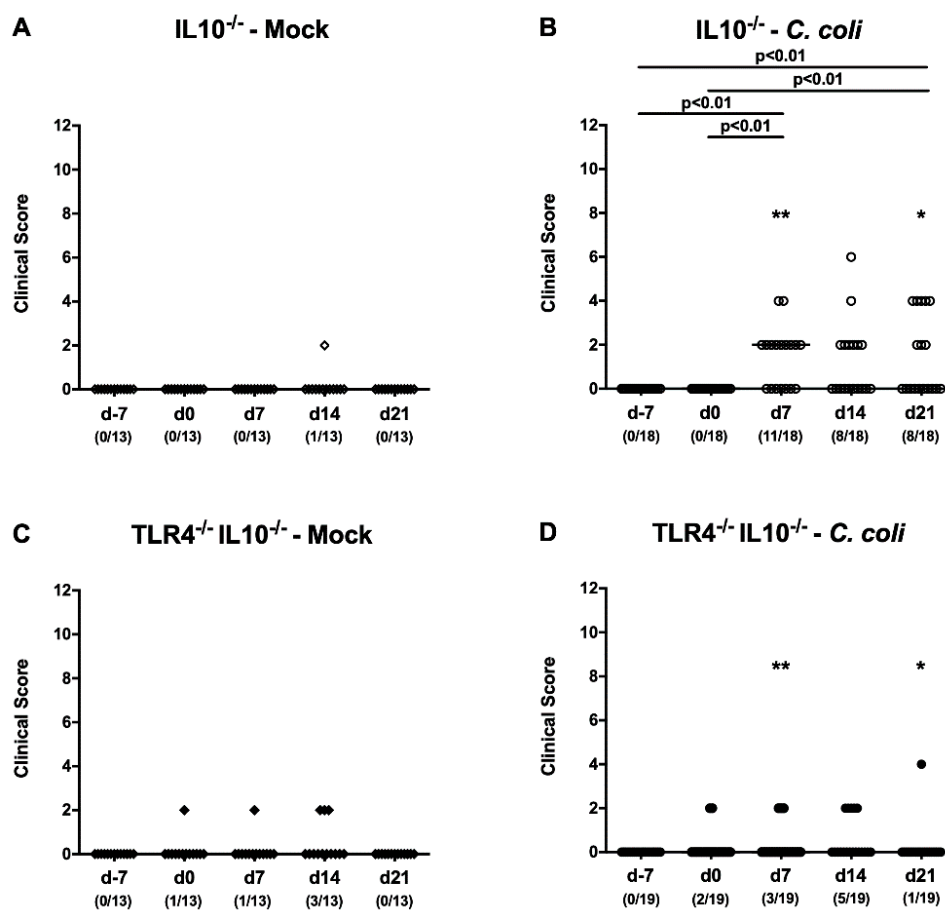 A IL10-/- - Mock
Clinical Score
12
10
8
6
4
2
0
d-7 d0 d7 d14 d21
(0/13) (0/13) (0/13) (1/13) (0/13)
B IL10-/- - C. coli
p<0.01
p<0.01
p<0.01
p<0.01
Clinical Score
12
10
8
** *
6
4
2
0
d-7 d0 d7 d14 d21
(0/18) (0/18) (11/18) (8/18) (8/18)
C TLR4-/- IL10-/- - Mock
Clinical Score
12
10
8
6
4
2
0
d-7 d0 d7 d14 d21
(0/13) (1/13) (1/13) (3/13) (0/13)
D TLR4-/- IL10-/- - C. coli
Clinical Score
12
10
** *
8
6
4
2
0
d-7 d0 d7 d14 d21
(0/19) (2/19) (3/19) (5/19) (1/19)